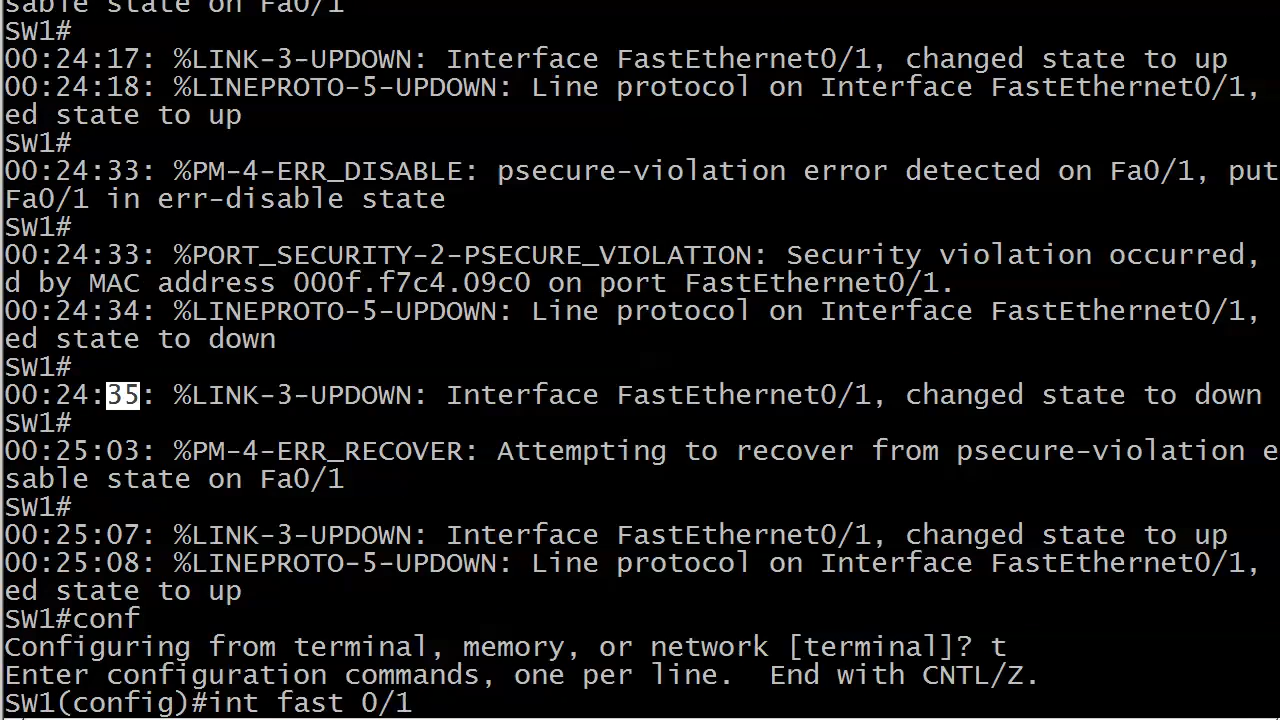 sable state on Fa0/1
SW1#
00:24:17: %LINK-3-UPDOWN: Interface FastEthernet0/1, changed state to up
00:24:18: %LINEPROTO-5-UPDOWN: Line protocol on Interface FastEthernet0/1,
ed state to up
SW1#
00:24:33: %PM-4-ERR_DISABLE: psecure-violation error detected on Fa0/1, put
Fa0/1 in err-disable state
SW1#
00:24:33: %PORT_SECURITY-2-PSECURE_VIOLATION: Security violation occurred,
d by MAC address 000f.f7c4.09c0 on port FastEthernet0/1.
00:24:34: %LINEPROTO-5-UPDOWN: Line protocol on Interface FastEthernet0/1,
ed state to down
SW1#
00:24:35: %LINK-3-UPDOWN: Interface FastEthernet0/1, changed state to down
SW1#
00:25:03: %PM-4-ERR_RECOVER: Attempting to recover from psecure-violation e
sable state on Fa0/1
SW1#
00:25:07: %LINK-3-UPDOWN: Interface FastEthernet0/1, changed state to up
00:25:08: %LINEPROTO-5-UPDOWN: Line protocol on Interface FastEthernet0/1,
ed state to up
SW1#conf
Configuring from terminal, memory, or network [terminal]? t
Enter configuration commands, one per line.  End with CNTL/Z.
SW1(config)#int fast 0/1